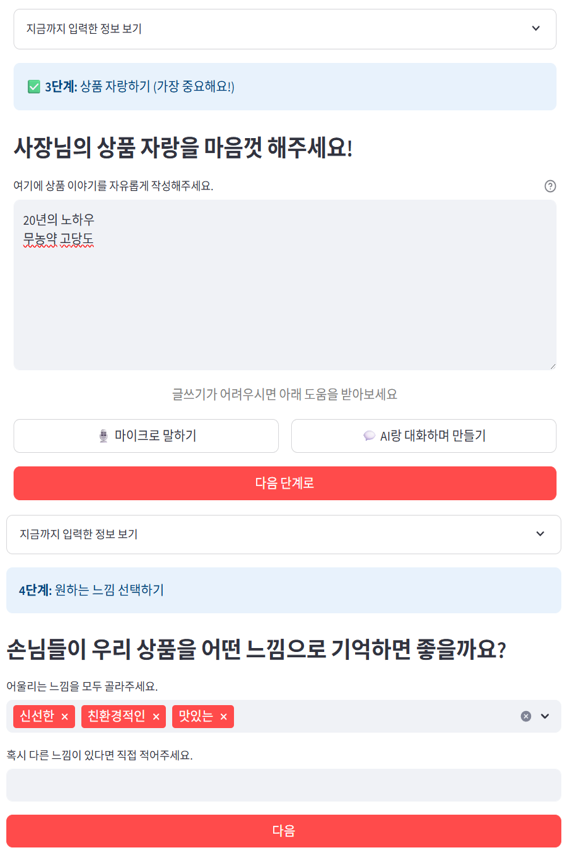 지금까지 입력한 정보 보기
✅ 3단계: 상품 자랑하기 (가장 중요해요!)
사장님의 상품 자랑을 마음껏 해주세요!
여기에 상품 이야기를 자유롭게 작성해주세요.
20년의 노하우
무농약 고당도
글쓰기가 어려우시면 아래 도움을 받아보세요
🎙️ 마이크로 말하기
💬 AI랑 대화하며 만들기
다음 단계로
지금까지 입력한 정보 보기
4단계: 원하는 느낌 선택하기
손님들이 우리 상품을 어떤 느낌으로 기억하면 좋을까요?
어울리는 느낌을 모두 골라주세요.
신선한 × 친환경적인 × 맛있는 ×
혹시 다른 느낌이 있다면 직접 적어주세요.
다음